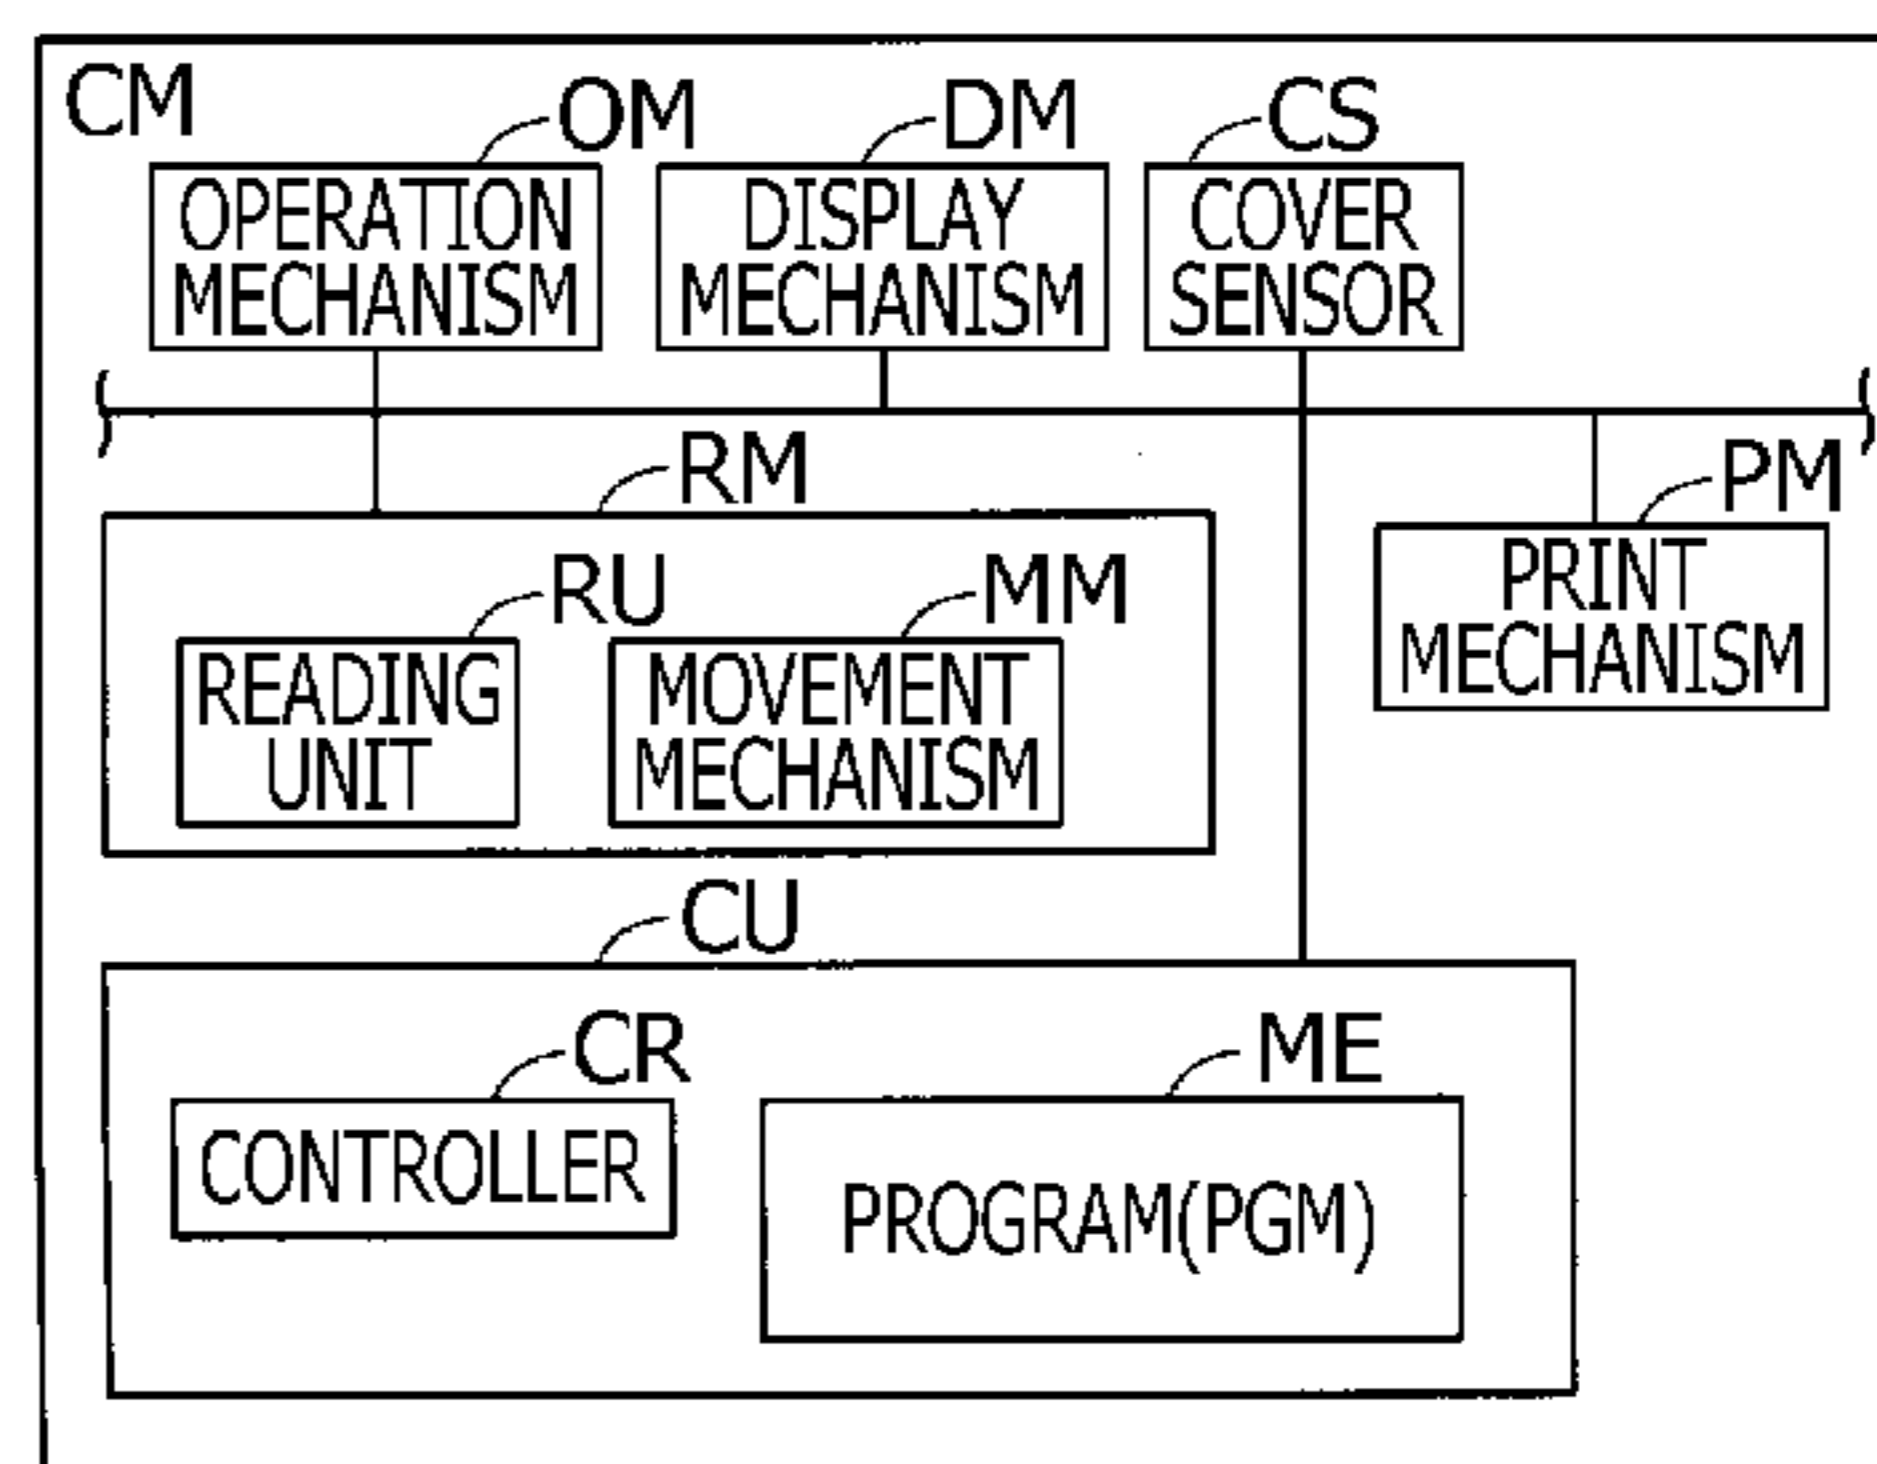 CM
OM
DM
CS
OPERATION
MECHANISM
DISPLAY
MECHANISM
COVER
SENSOR
RM
PM
PRINT
MECHANISM
RU
MM
READING
UNIT
MOVEMENT
MECHANISM
CU
CR
ME
CONTROLLER
PROGRAM(PGM)